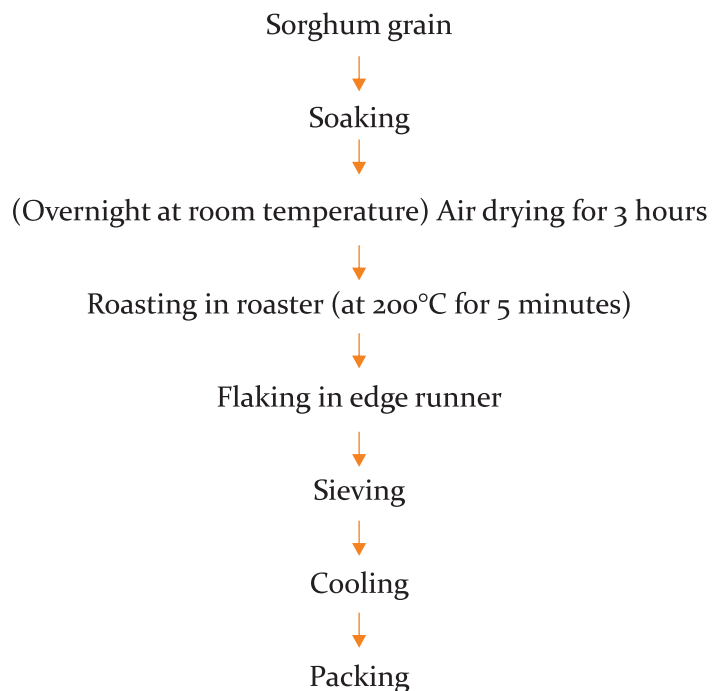 Sorghum grain
Soaking
(Overnight at room temperature) Air drying for 3 hours
Roasting in roaster (at 200°C for 5 minutes)
Flaking in edge runner
Sieving
Cooling
Packing